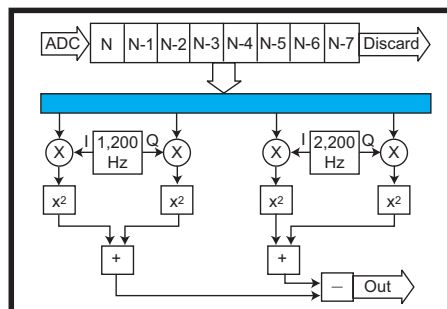 ADC N N-1 N-2 N-3 N-4 N-5 N-6 N-7 Discard
X I 1,200 Hz Q X X I 2,200 Hz Q X
x² x² x² x²
+ +
− Out